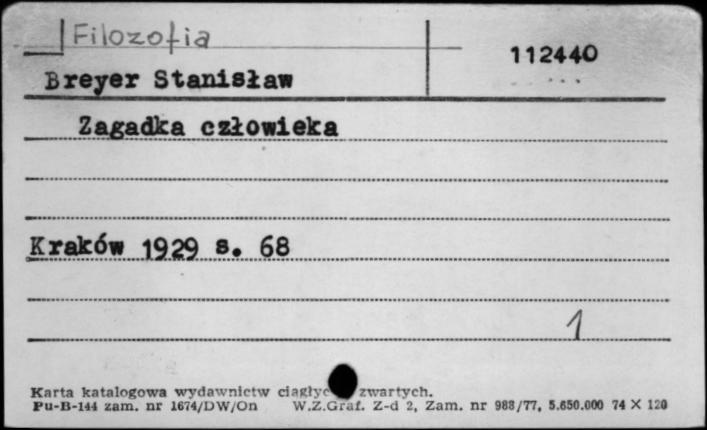 Filozofia
112440
Breyer Stanisław
Zagadka człowieka
Kraków 1929 s. 68
1
Karta katalogowa wydawnictw zwartych.
Pu-B-144 zam. nr 1674/DW/On W.Z.Graf. Z-d 2, Zam. nr 988/77, 5.650.000 74 X 120